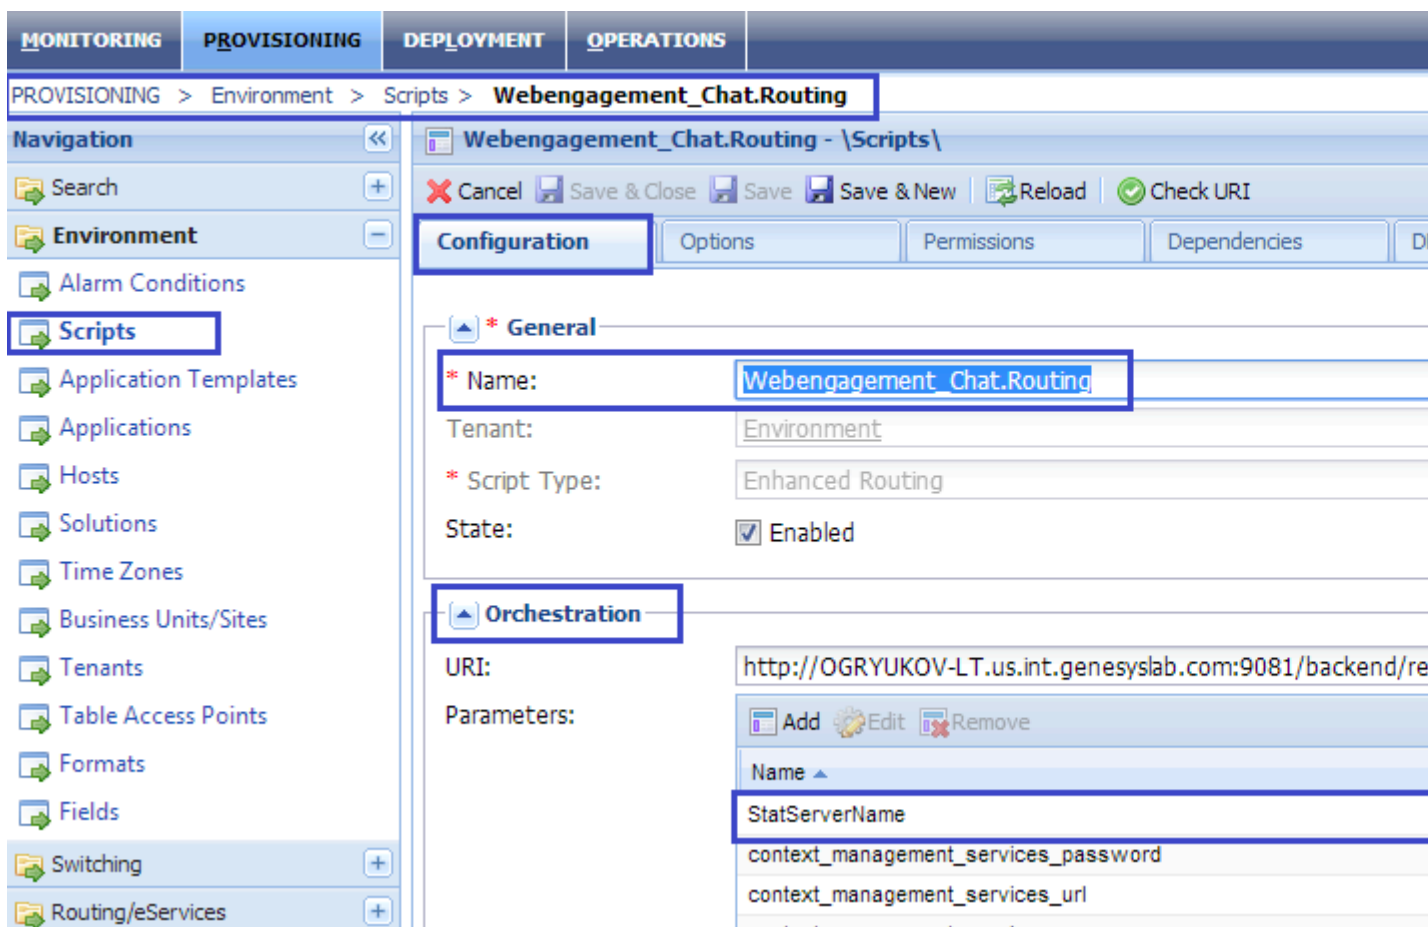 MONITORING PROVISIONING DEPLOYMENT OPERATIONS
PROVISIONING > Environment > Scripts > Webengagement_Chat.Routing
Navigation
Webengagement_Chat.Routing - \Scripts\
Search
Cancel Save & Close Save Save & New Reload Check URI
Environment
Configuration Options Permissions Dependencies
Alarm Conditions
Scripts
* General
Application Templates
* Name: Webengagement_Chat.Routing
Applications
Tenant: Environment
Hosts
* Script Type: Enhanced Routing
Solutions
State: Enabled
Time Zones
Business Units/Sites
Orchestration
Tenants
URI: http://OGRYUKOV-LT.us.int.genesyslab.com:9081/backend/re
Table Access Points
Parameters: Add Edit Remove
Formats
Name
Fields
StatServerName
Switching
context_management_services_password
context_management_services_url
Routing/eServices